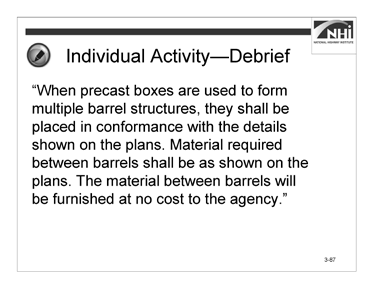 NHI
NATIONAL HIGHWAY INSTITUTE
Individual Activity—Debrief
“When precast boxes are used to form
multiple barrel structures, they shall be
placed in conformance with the details
shown on the plans. Material required
between barrels shall be as shown on the
plans. The material between barrels will
be furnished at no cost to the agency.”
3-87